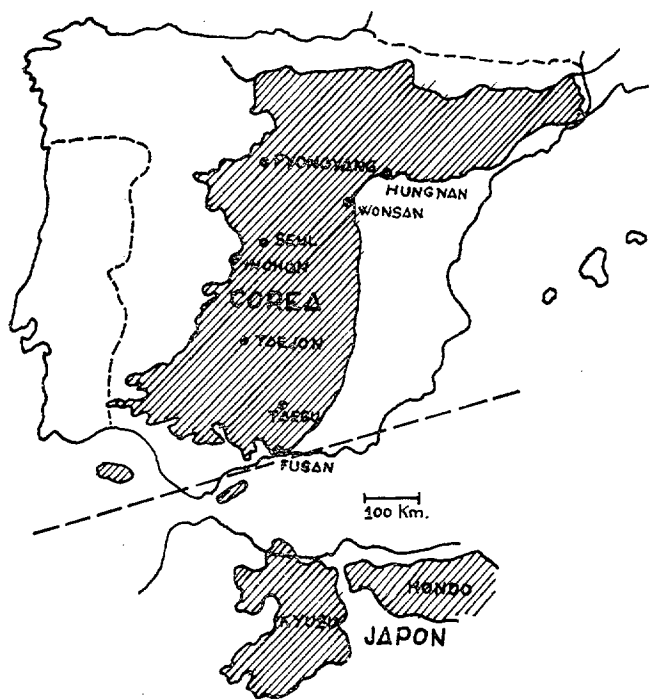 PYONGYANG
HUNGNAN
WONSAN
SEUL
INCHON
COREA
TAEJON
TAEGU
FUSAN
100 Km.
HONDO
KYUSU
JAPON